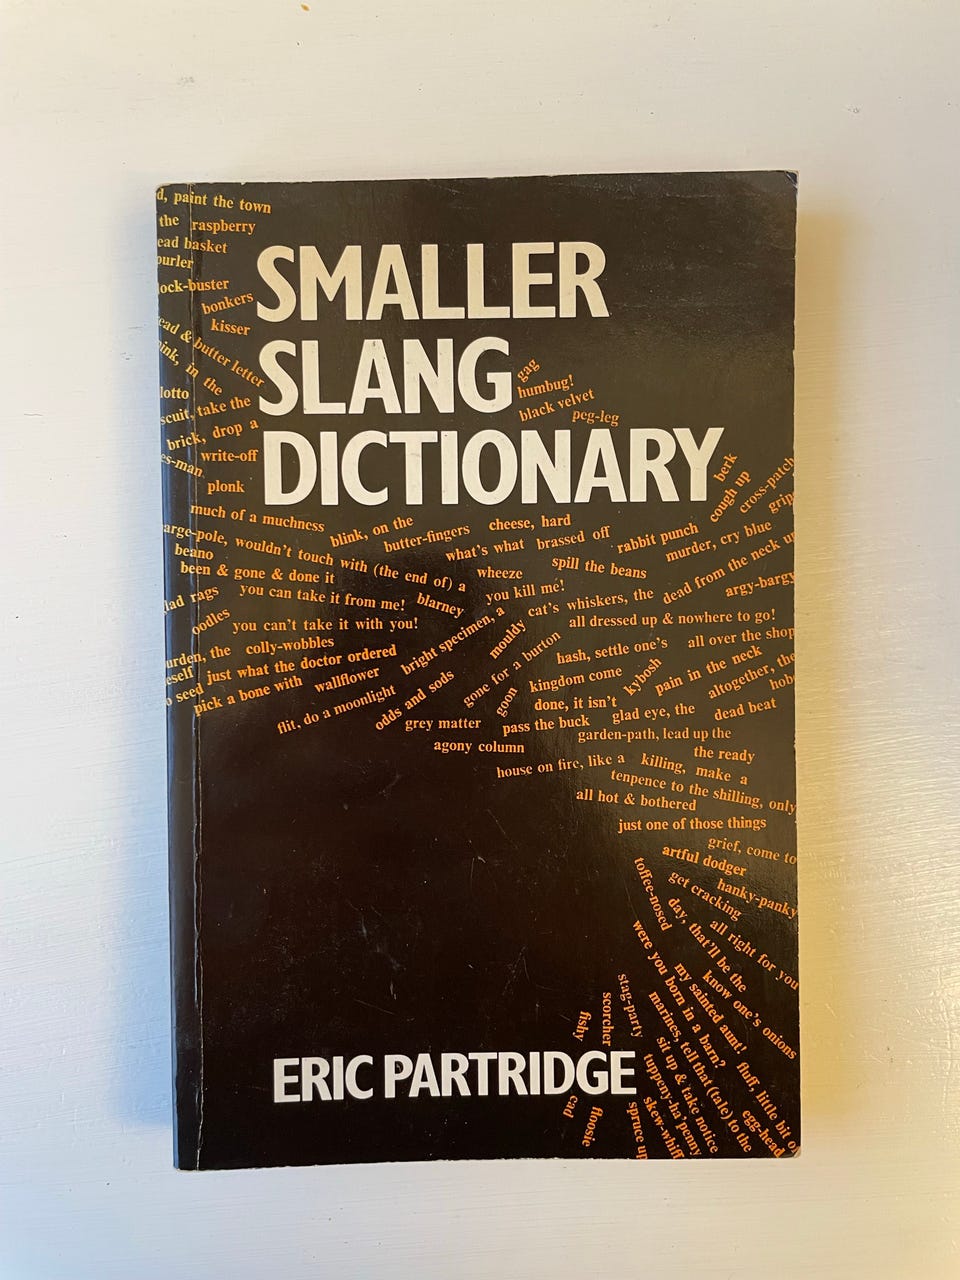 d, paint the town
the raspberry
ead basket
purler
ock-buster
bonkers
kisser
ead & butter letter
pink, in the
lotto
scuit, take the
brick, drop a
es-man
write-off
plonk
SMALLER
SLANG
DICTIONARY
gag
humbug!
black velvet
peg-leg
berk
cough up
cross-patch
grip
much of a muchness
blink, on the
cheese, hard
butter-fingers
what's what
brassed off
rabbit punch
murder, cry blue
arge-pole, wouldn't touch with (the end of) a
wheeze
spill the beans
dead from the neck up
beano
been & gone & done it
you kill me!
argy-bargy
lad rags
you can take it from me!
blarney
cat's whiskers, the
oodles
you can't take it with you!
bright specimen, a
mouldy
all dressed up & nowhere to go!
urden, the
colly-wobbles
gone for a burton
hash, settle one's
all over the shop
eself
just what the doctor ordered
kingdom come
kybosh
pain in the neck
altogether, the
o seed
pick a bone with
wallflower
hobo
flit, do a moonlight
odds and sods
goon
done, it isn't
glad eye, the
dead beat
grey matter
pass the buck
garden-path, lead up the
agony column
the ready
house on fire, like a
killing, make a
tenpence to the shilling, only
all hot & bothered
just one of those things
grief, come to
artful dodger
hanky-panky
get cracking
toffee-nosed
day, that'll be the
all right for you
were you born in a barn?
my sainted aunt!
know one's onions
stag-party
marines, tell that (tale) to the
fluff, little bit o
scorcher
sit up & take notice
fishy
tuppeny-ha'penny
egg-head
skew-whiff
spruce up
cad
floosie
ERIC PARTRIDGE